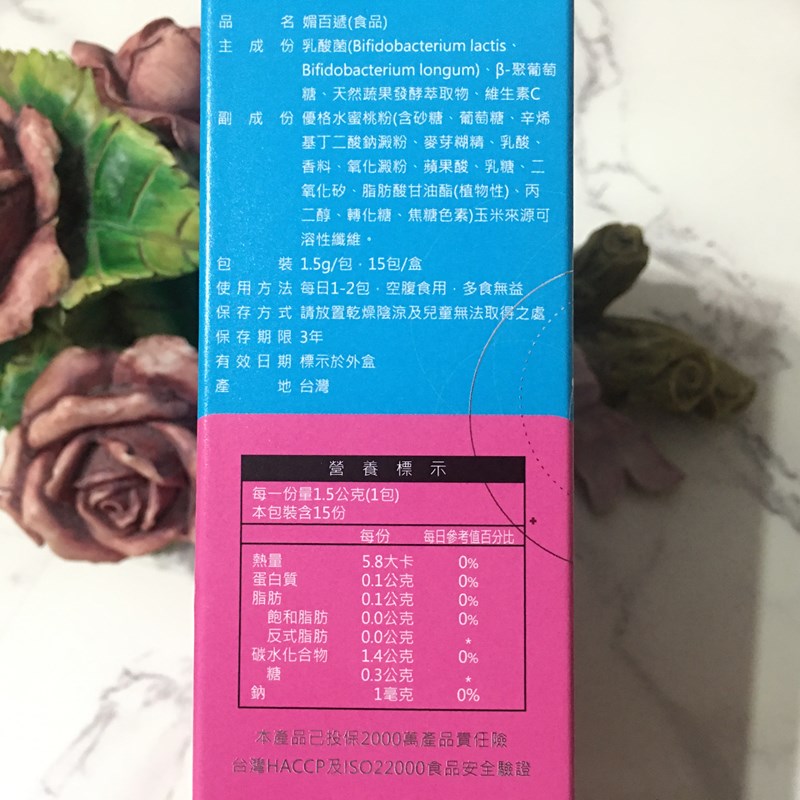 品名 媚百遞(食品)
主成份 乳酸菌(Bifidobacterium lactis、
Bifidobacterium longum)、β-聚葡萄
糖、天然蔬果發酵萃取物、維生素C
副成份 優格水蜜桃粉(含砂糖、葡萄糖、辛烯
基丁二酸鈉澱粉、麥芽糊精、乳酸、
香料、氧化澱粉、蘋果酸、乳糖、二
氧化矽、脂肪酸甘油酯(植物性)、丙
二醇、轉化糖、焦糖色素)玉米來源可
溶性纖維。
包裝 1.5g/包，15包/盒
使用方法 每日1-2包，空腹食用，多食無益
保存方式 請放置乾燥陰涼及兒童無法取得之處
保存期限 3年
有效日期 標示於外盒
產地 台灣
營養標示
每一份量1.5公克(1包)
本包裝含15份
每份 每日參考值百分比
熱量 5.8大卡 0%
蛋白質 0.1公克 0%
脂肪 0.1公克 0%
飽和脂肪 0.0公克 0%
反式脂肪 0.0公克 *
碳水化合物 1.4公克 0%
糖 0.3公克 *
鈉 1毫克 0%
本產品已投保2000萬產品責任險
台灣HACCP及ISO22000食品安全驗證